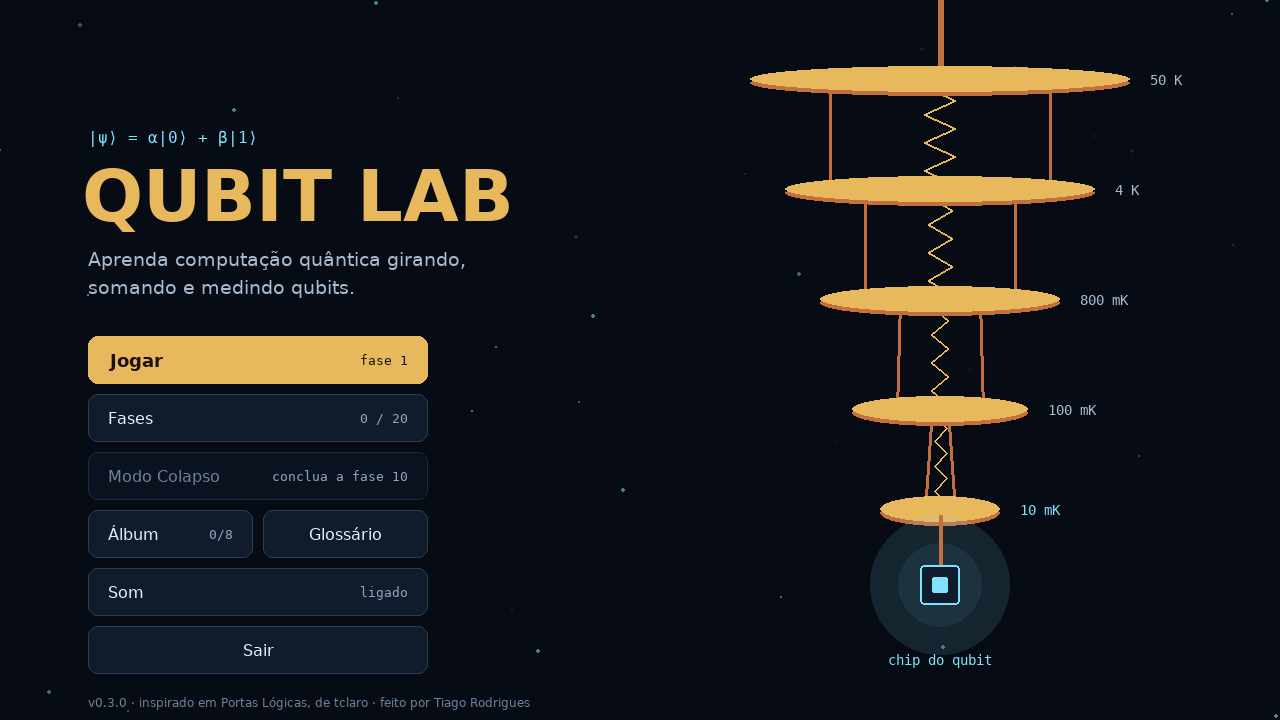 |ψ⟩ = α|0⟩ + β|1⟩
QUBIT LAB
Aprenda computação quântica girando,
somando e medindo qubits.
Jogar fase 1
Fases 0 / 20
Modo Colapso conclua a fase 10
Álbum 0/8 Glossário
Som ligado
Sair
v0.3.0 · inspirado em Portas Lógicas, de tclaro · feito por Tiago Rodrigues
50 K
4 K
800 mK
100 mK
10 mK
chip do qubit